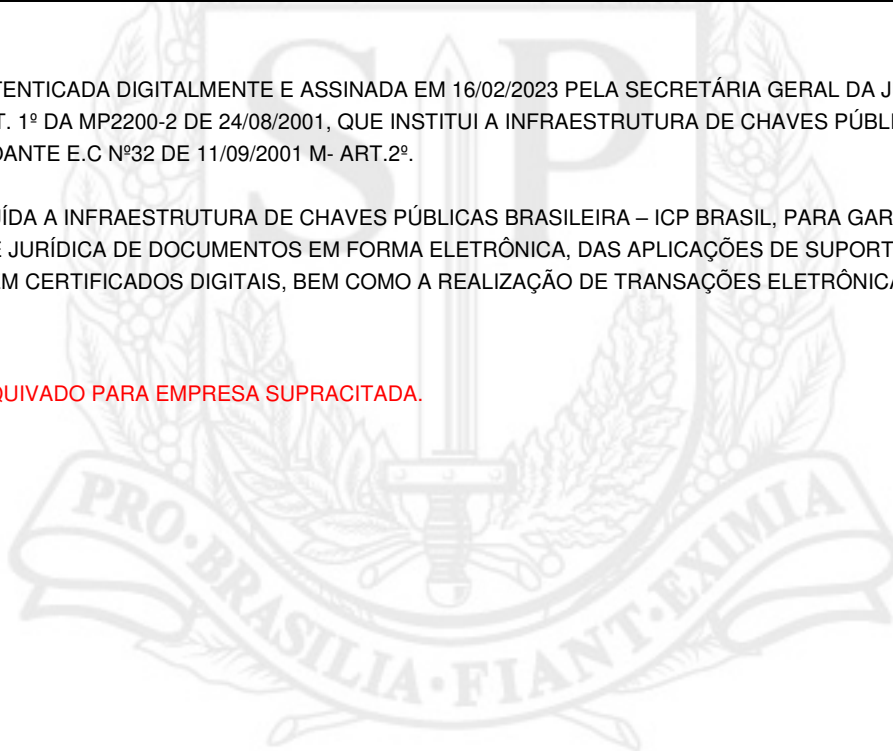 TENTICADA DIGITALMENTE E ASSINADA EM 16/02/2023 PELA SECRETÁRIA GERAL DA J
T. 1º DA MP2200-2 DE 24/08/2001, QUE INSTITUI A INFRAESTRUTURA DE CHAVES PÚBL
DANTE E.C Nº32 DE 11/09/2001 M- ART.2º.
ÍDA A INFRAESTRUTURA DE CHAVES PÚBLICAS BRASILEIRA – ICP BRASIL, PARA GAR
E JURÍDICA DE DOCUMENTOS EM FORMA ELETRÔNICA, DAS APLICAÇÕES DE SUPORT
EM CERTIFICADOS DIGITAIS, BEM COMO A REALIZAÇÃO DE TRANSAÇÕES ELETRÔNICA
QUIVADO PARA EMPRESA SUPRACITADA.
SP
PRO·BRASILIA·FIANT·EXIMIA